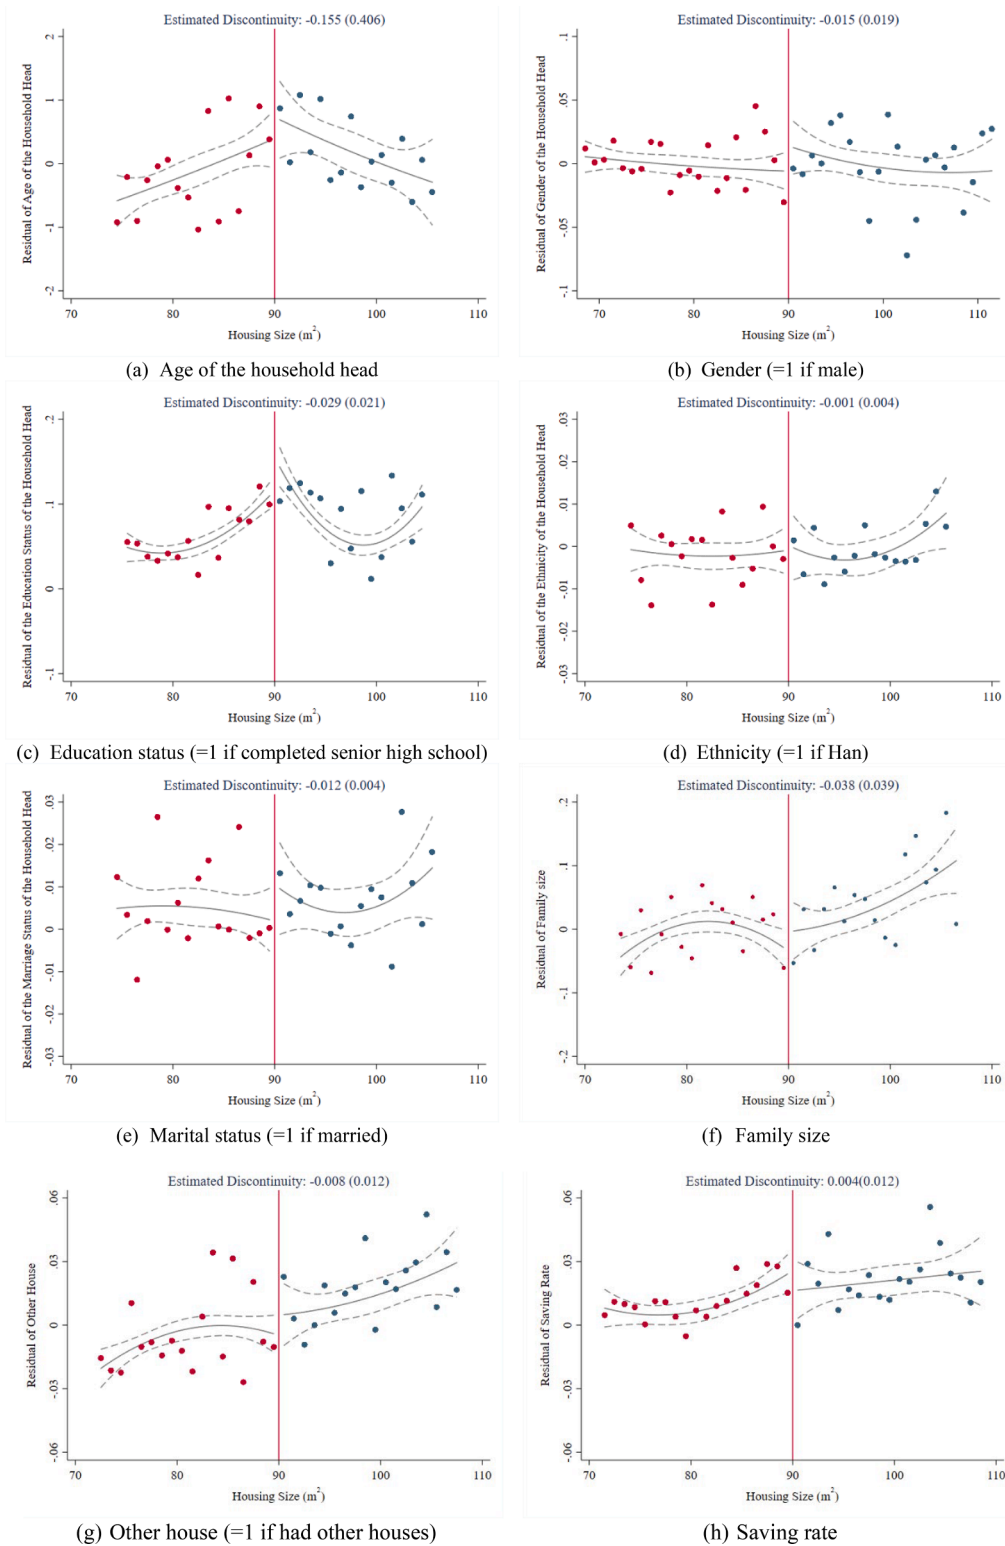 Estimated Discontinuity: -0.155 (0.406)
Residual of Age of the Household Head
2
1
0
-1
-2
70 80 90 100 110
Housing Size (m²)
(a) Age of the household head
Estimated Discontinuity: -0.015 (0.019)
Residual of Gender of the Household Head
.1
.05
0
-.05
-.1
70 80 90 100 110
Housing Size (m²)
(b) Gender (=1 if male)
Estimated Discontinuity: -0.029 (0.021)
Residual of the Education Status of the Household Head
.2
.1
0
-.1
70 80 90 100 110
Housing Size (m²)
(c) Education status (=1 if completed senior high school)
Estimated Discontinuity: -0.001 (0.004)
Residual of the Ethnicity of the Household Head
.03
.02
.01
0
-.01
-.02
-.03
70 80 90 100 110
Housing Size (m²)
(d) Ethnicity (=1 if Han)
Estimated Discontinuity: -0.012 (0.004)
Residual of the Marriage Status of the Household Head
.03
.02
.01
0
-.01
-.02
-.03
70 80 90 100 110
Housing Size (m²)
(e) Marital status (=1 if married)
Estimated Discontinuity: -0.038 (0.039)
Residual of Family size
.2
.1
0
-.1
-.2
70 80 90 100 110
Housing Size (m²)
(f) Family size
Estimated Discontinuity: -0.008 (0.012)
Residual of Other House
.06
.03
0
-.03
-.06
70 80 90 100 110
Housing Size (m²)
(g) Other house (=1 if had other houses)
Estimated Discontinuity: 0.004(0.012)
Residual of Saving Rate
.06
.03
0
-.03
-.06
70 80 90 100 110
Housing Size (m²)
(h) Saving rate